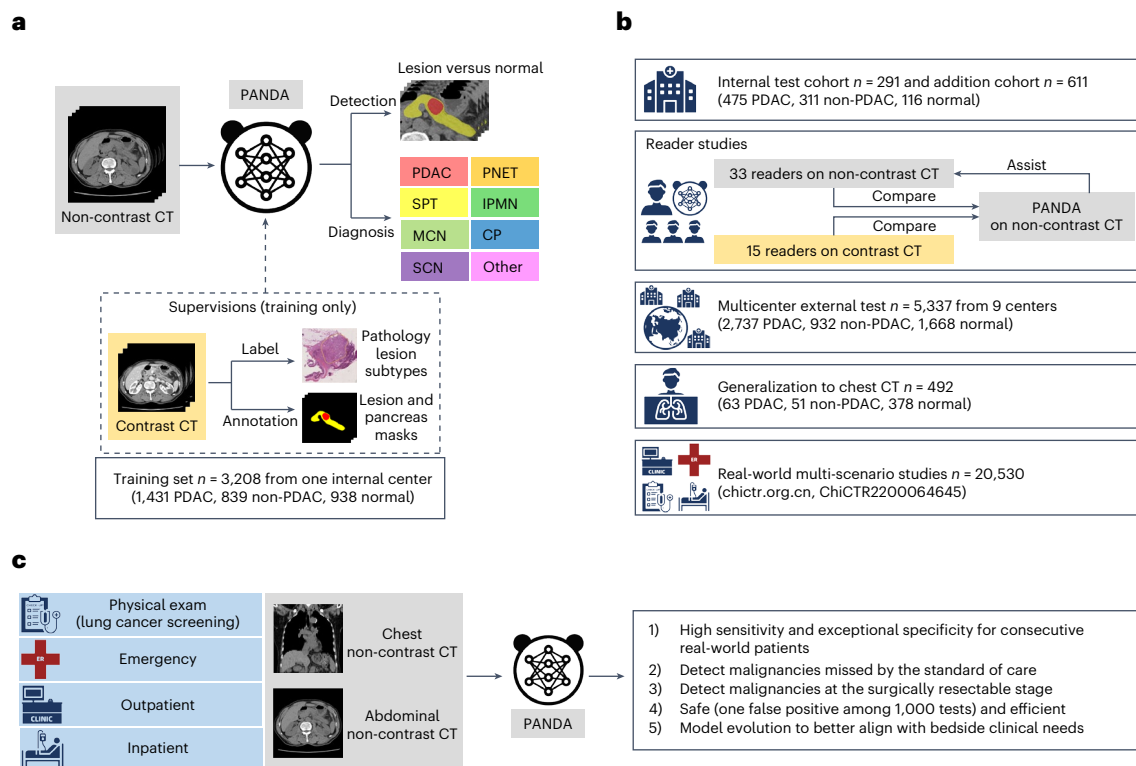 a
Lesion versus normal
PANDA
Detection
Non-contrast CT
Diagnosis
PDAC
PNET
SPT
IPMN
MCN
CP
SCN
Other
Supervisions (training only)
Label
Pathology
lesion
subtypes
Contrast CT
Annotation
Lesion and
pancreas
masks
Training set n = 3,208 from one internal center
(1,431 PDAC, 839 non-PDAC, 938 normal)
b
Internal test cohort n = 291 and addition cohort n = 611
(475 PDAC, 311 non-PDAC, 116 normal)
Reader studies
33 readers on non-contrast CT
Assist
Compare
PANDA
on non-contrast CT
Compare
15 readers on contrast CT
Multicenter external test n = 5,337 from 9 centers
(2,737 PDAC, 932 non-PDAC, 1,668 normal)
Generalization to chest CT n = 492
(63 PDAC, 51 non-PDAC, 378 normal)
CLINIC
ER
Real-world multi-scenario studies n = 20,530
(chictr.org.cn, ChiCTR2200064645)
c
Physical exam
(lung cancer screening)
ER
Emergency
CLINIC
Outpatient
Inpatient
Chest
non-contrast CT
Abdominal
non-contrast CT
PANDA
1) High sensitivity and exceptional specificity for consecutive
real-world patients
2) Detect malignancies missed by the standard of care
3) Detect malignancies at the surgically resectable stage
4) Safe (one false positive among 1,000 tests) and efficient
5) Model evolution to better align with bedside clinical needs